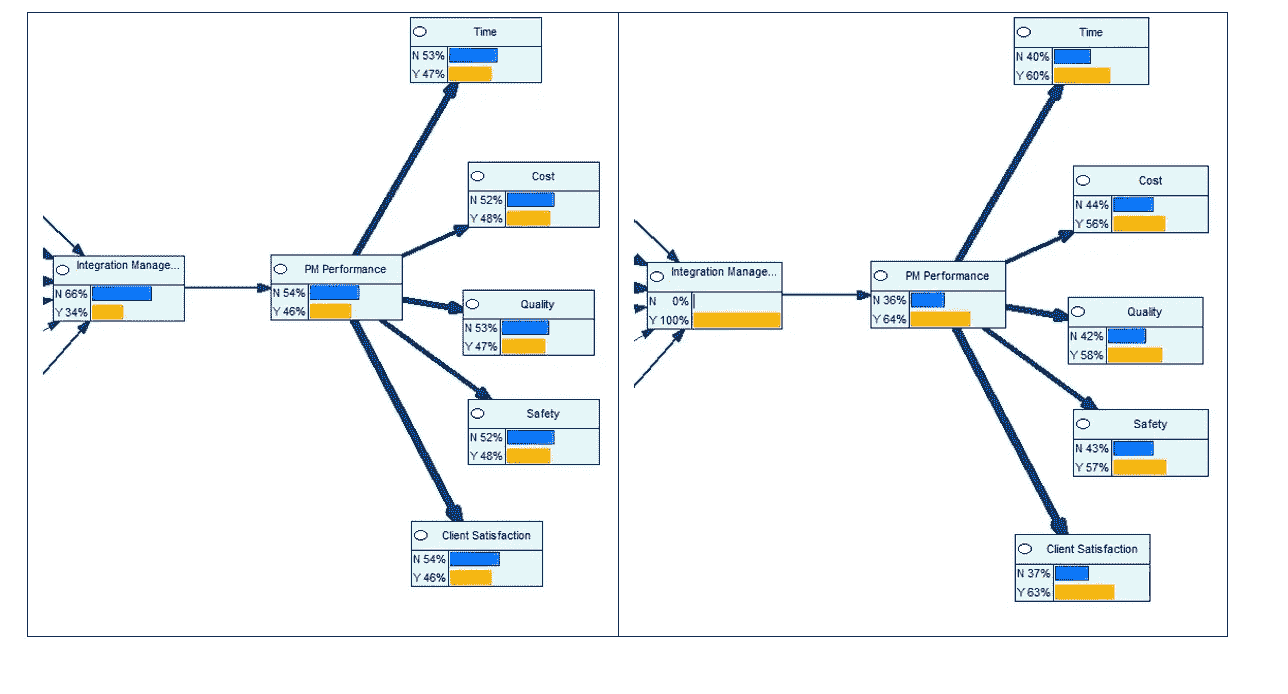 Time
N 53%
Y 47%
Cost
N 52%
Y 48%
Integration Manage...
N 66%
Y 34%
PM Performance
N 54%
Y 46%
Quality
N 53%
Y 47%
Safety
N 52%
Y 48%
Client Satisfaction
N 54%
Y 46%
Time
N 40%
Y 60%
Cost
N 44%
Y 56%
Integration Manage...
N 0%
Y 100%
PM Performance
N 36%
Y 64%
Quality
N 42%
Y 58%
Safety
N 43%
Y 57%
Client Satisfaction
N 37%
Y 63%